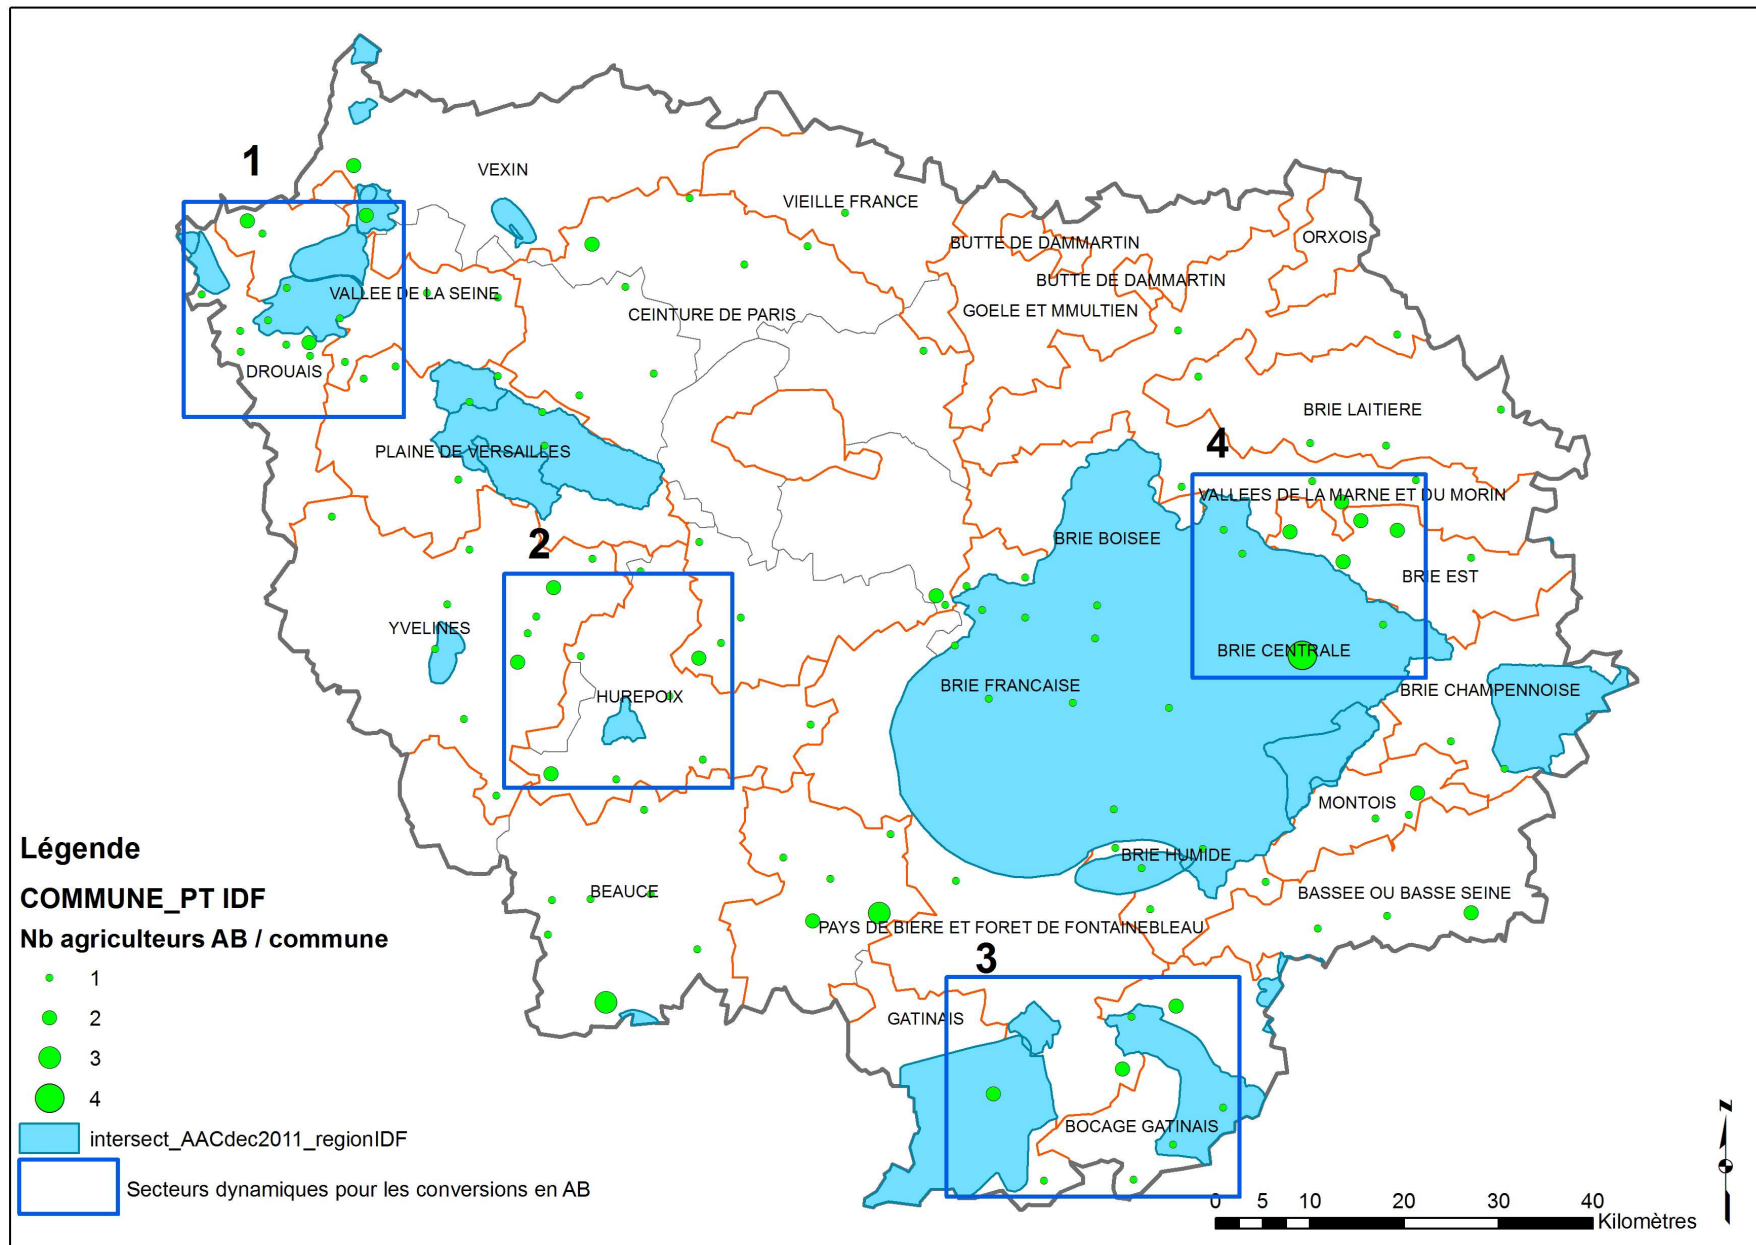 1
VEXIN
VIEILLE FRANCE
BUTTE DE DAMMARTIN
ORXOIS
BUTTE DE DAMMARTIN
VALLEE DE LA SEINE
GOELE ET MMULTIEN
CEINTURE DE PARIS
DROUAIS
BRIE LAITIERE
4
PLAINE DE VERSAILLES
VALLEES DE LA MARNE ET DU MORIN
2
BRIE BOISEE
BRIE EST
YVELINES
BRIE CENTRALE
HUREPOIX
BRIE FRANCAISE
BRIE CHAMPENNOISE
MONTOIS
BRIE HUMIDE
BEAUCE
BASSEE OU BASSE SEINE
PAYS DE BIERE ET FORET DE FONTAINEBLEAU
3
GATINAIS
BOCAGE GATINAIS
Légende
COMMUNE_PT IDF
Nb agriculteurs AB / commune
1
2
3
4
intersect_AACdec2011_regionIDF
Secteurs dynamiques pour les conversions en AB
N
0 5 10 20 30 40
Kilomètres